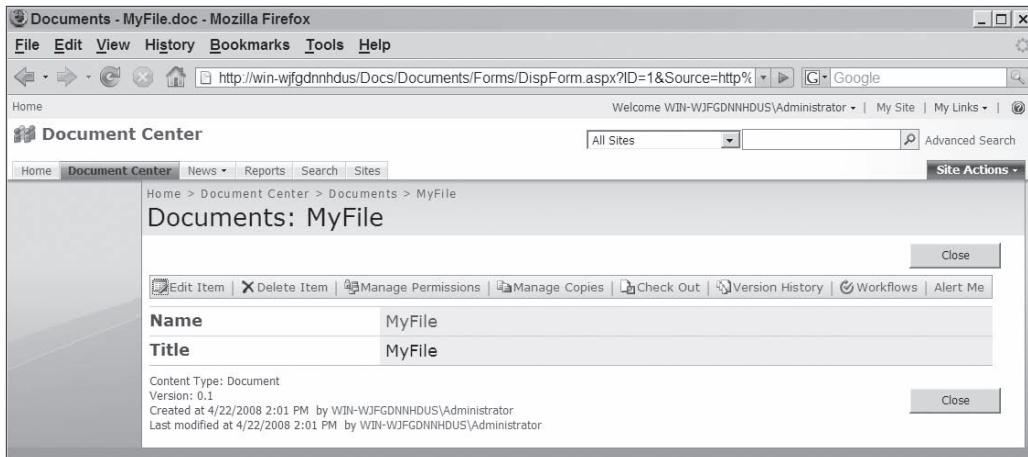 Documents - MyFile.doc - Mozilla Firefox
File Edit View History Bookmarks Tools Help
http://win-wjfgdnnhdus/Docs/Documents/Forms/DispForm.aspx?ID=1&Source=http% G Google
Home Welcome WIN-WJFGDNNHDUS\Administrator | My Site | My Links |
Document Center All Sites Advanced Search
Home Document Center News Reports Search Sites Site Actions
Home > Document Center > Documents > MyFile
Documents: MyFile
Close
Edit Item | Delete Item | Manage Permissions | Manage Copies | Check Out | Version History | Workflows | Alert Me
Name MyFile
Title MyFile
Content Type: Document
Version: 0.1
Close
Created at 4/22/2008 2:01 PM by WIN-WJFGDNNHDUS\Administrator
Last modified at 4/22/2008 2:01 PM by WIN-WJFGDNNHDUS\Administrator